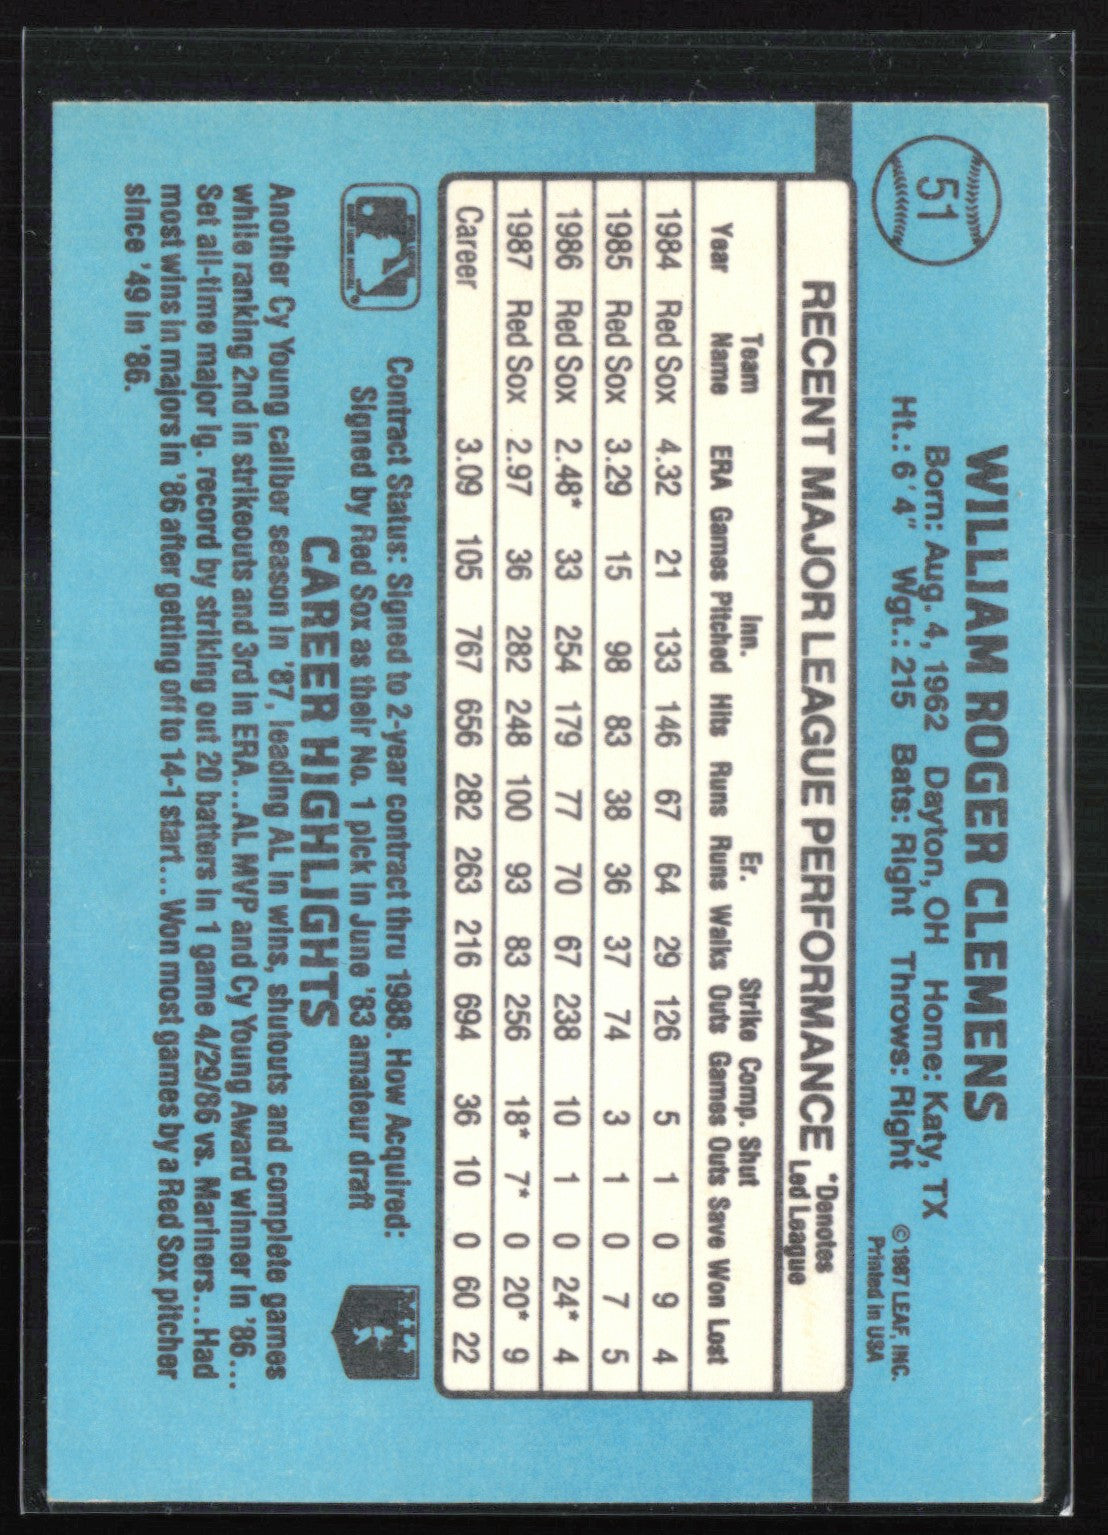 51
WILLIAM ROGER CLEMENS
Born: Aug. 4, 1962 Dayton, OH Home: Katy, TX
Ht.: 6'4" Wgt.: 215 Bats: Right Throws: Right
©1987 LEAF, INC.
Printed in USA
RECENT MAJOR LEAGUE PERFORMANCE *Denotes Led League
Year Team Name ERA Games Inn. Pitched Hits Runs Er. Runs Walks Strike Outs Comp. Games Shut Outs Save Won Lost
1984 Red Sox 4.32 21 133 146 67 64 29 126 5 1 0 9 4
1985 Red Sox 3.29 15 98 83 38 36 37 74 3 1 0 7 5
1986 Red Sox 2.48* 33 254 179 77 70 67 238 10 1 0 24* 4
1987 Red Sox 2.97 36 282 248 100 93 83 256 18* 7* 0 20* 9
Career 3.09 105 767 656 282 263 216 694 36 10 0 60 22
Contract Status: Signed to 2-year contract thru 1988. How Acquired:
Signed by Red Sox as their No. 1 pick in June '83 amateur draft
CAREER HIGHLIGHTS
Another Cy Young caliber season in '87, leading AL in wins, shutouts and complete games
while ranking 2nd in strikeouts and 3rd in ERA...AL MVP and Cy Young Award winner in '86...
Set all-time major lg. record by striking out 20 batters in 1 game 4/29/86 vs. Mariners...Had
most wins in majors in '86 after getting off to 14-1 start...Won most games by a Red Sox pitcher
since '49 in '86.